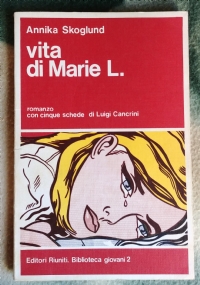 Annika Skoglund
vita
di Marie L.
romanzo
con cinque schede di Luigi Cancrini
Editori Riuniti. Biblioteca giovani 2